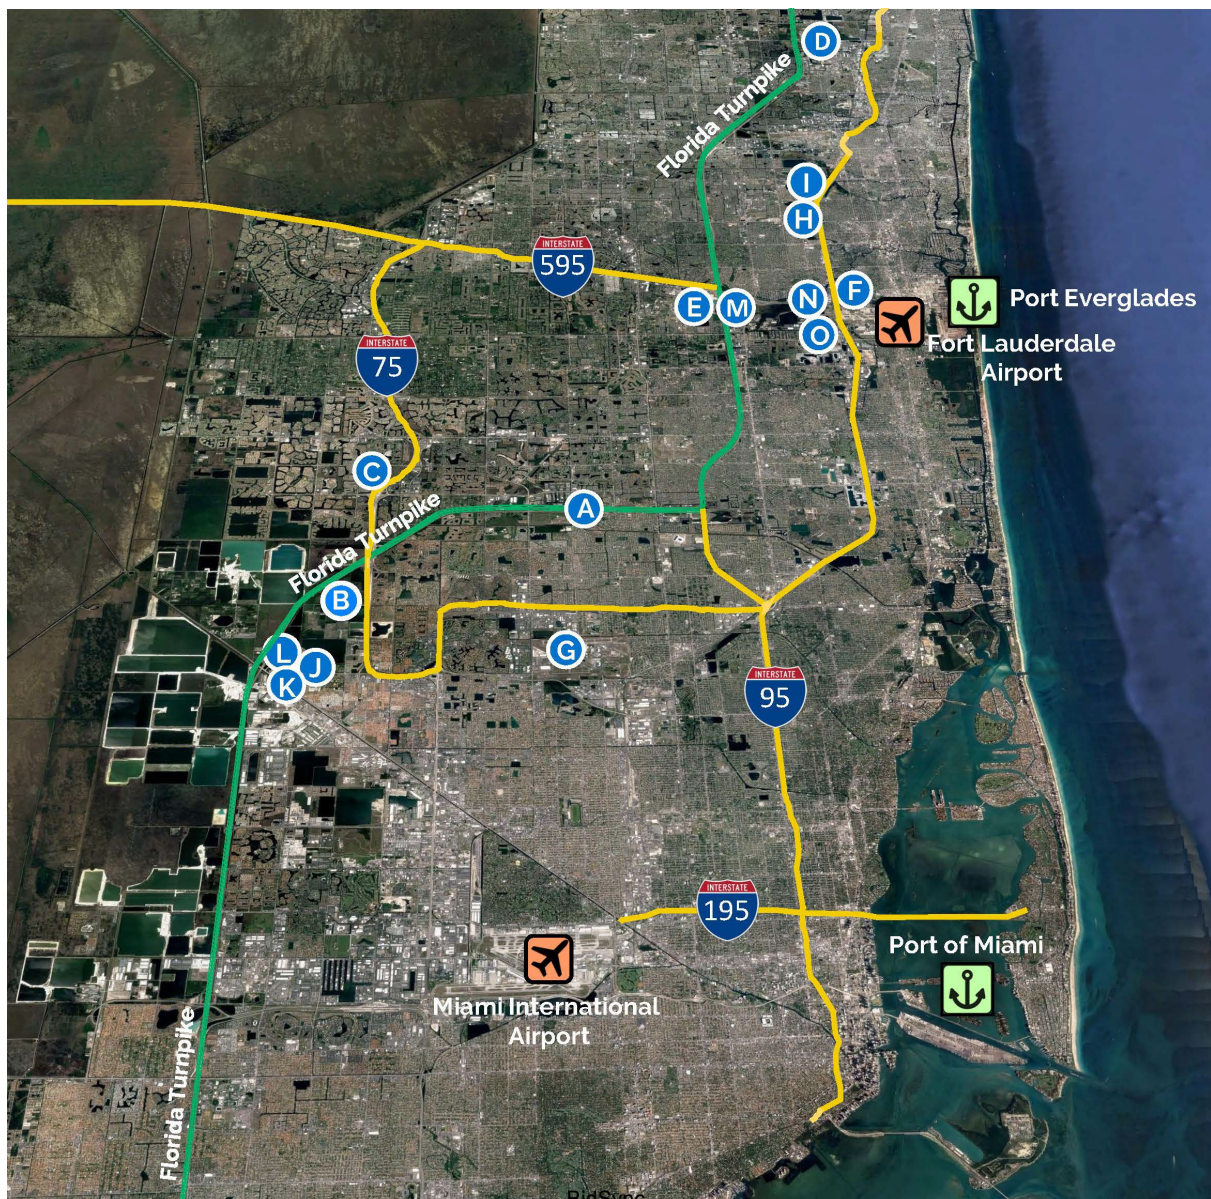 D
Florida Turnpike
I
H
INTERSTATE
595
E
M
N
F
O
Port Everglades
Fort Lauderdale
Airport
INTERSTATE
75
C
A
Florida Turnpike
B
L
J
K
G
INTERSTATE
95
INTERSTATE
195
Port of Miami
Miami International
Airport
Florida Turnpike
BidSync